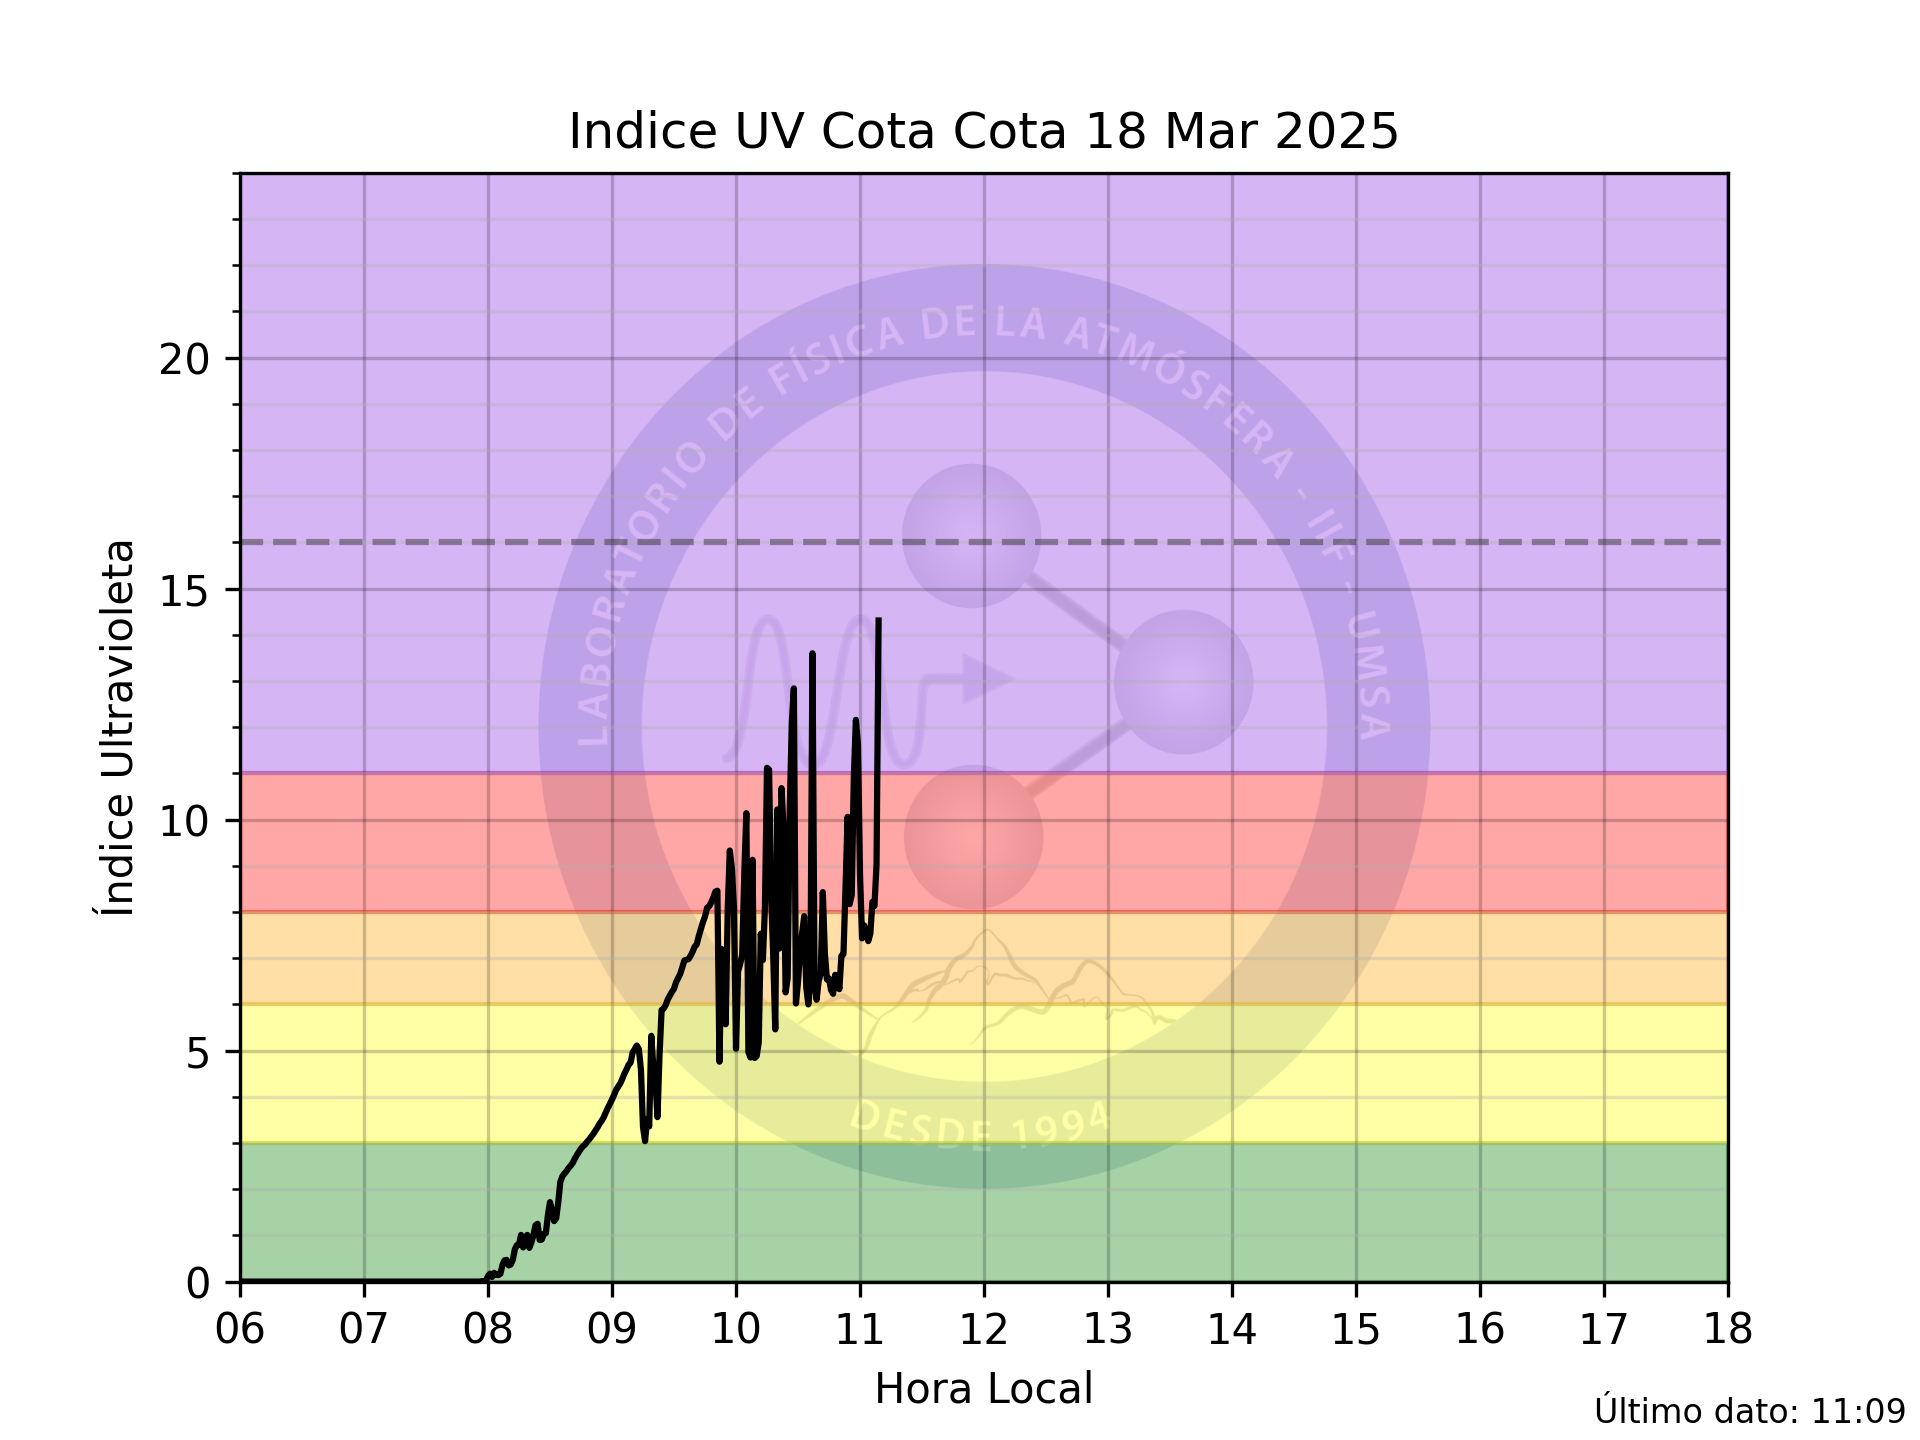 Indice UV Cota Cota 18 Mar 2025
LABORATORIO DE FÍSICA DE LA ATMÓSFERA - IIF - UMSA
DESDE 1994
Índice Ultravioleta
20
15
10
5
0
06 07 08 09 10 11 12 13 14 15 16 17 18
Hora Local
Último dato: 11:09